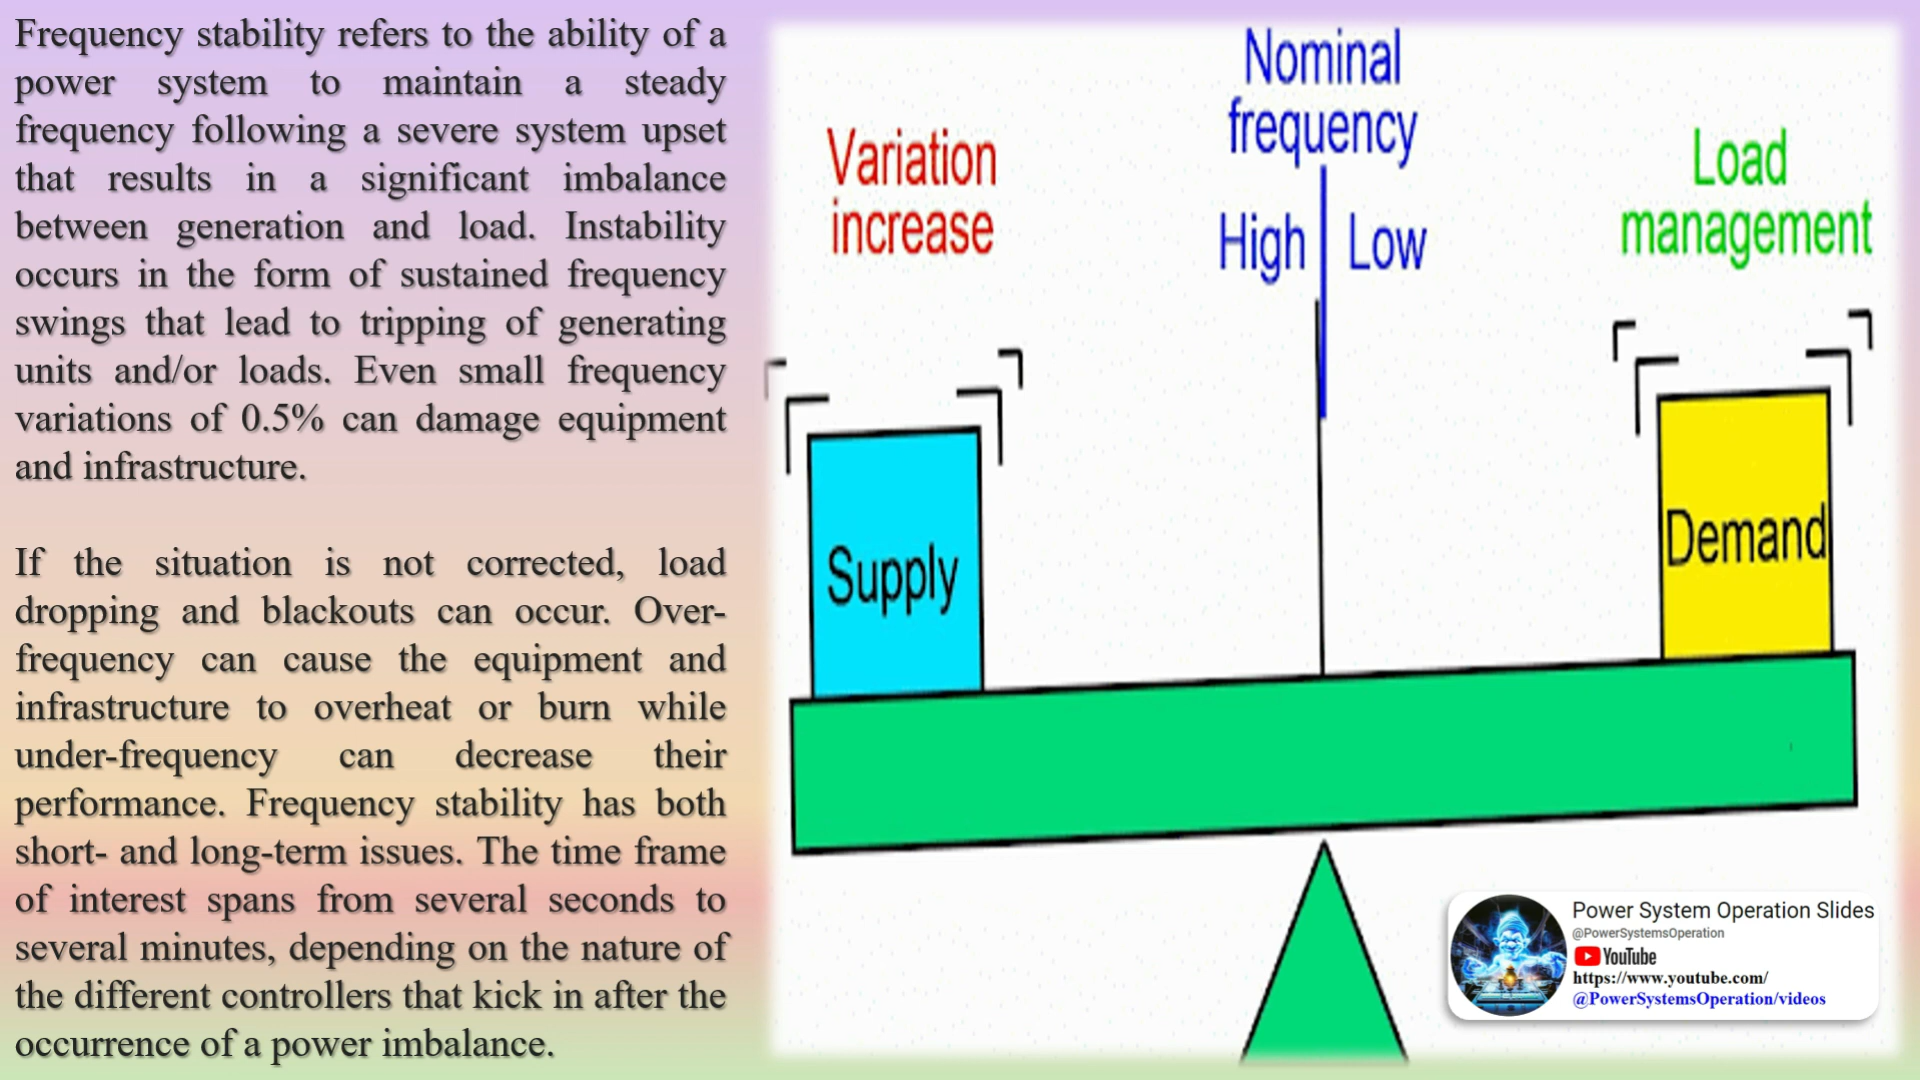 Frequency stability refers to the ability of a
power system to maintain a steady
frequency following a severe system upset
that results in a significant imbalance
between generation and load. Instability
occurs in the form of sustained frequency
swings that lead to tripping of generating
units and/or loads. Even small frequency
variations of 0.5% can damage equipment
and infrastructure.
If the situation is not corrected, load
dropping and blackouts can occur. Over-
frequency can cause the equipment and
infrastructure to overheat or burn while
under-frequency can decrease their
performance. Frequency stability has both
short- and long-term issues. The time frame
of interest spans from several seconds to
several minutes, depending on the nature of
the different controllers that kick in after the
occurrence of a power imbalance.
Variation
increase
Nominal
frequency
High Low
Load
management
Supply
Demand
Power System Operation Slides
@PowerSystemsOperation
YouTube
https://www.youtube.com/
@PowerSystemsOperation/videos